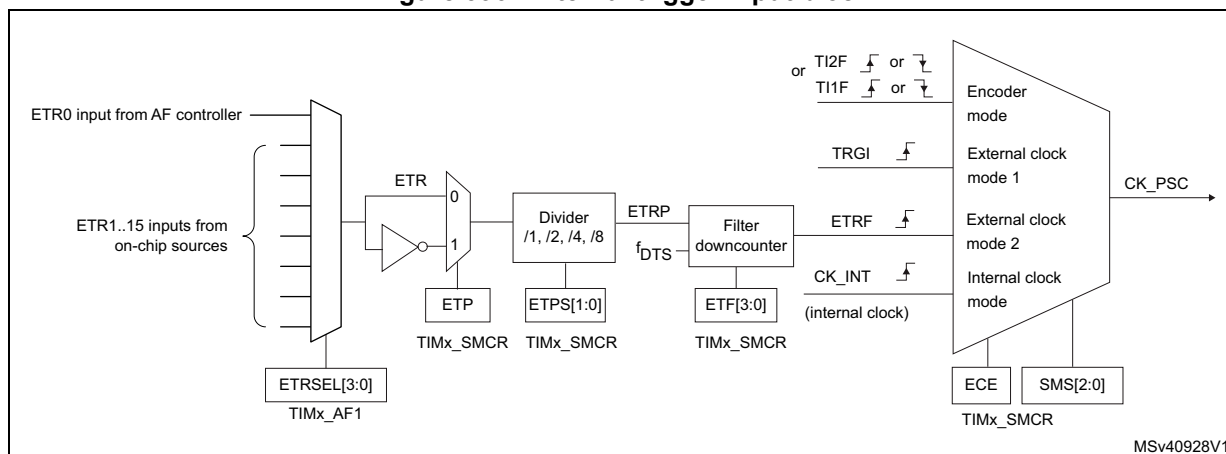 ETR0 input from AF controller
ETR1..15 inputs from
on-chip sources
ETRSEL[3:0]
TIMx_AF1
ETR
0
1
ETP
TIMx_SMCR
Divider
/1, /2, /4, /8
ETPS[1:0]
TIMx_SMCR
ETRP
fDTS
Filter
downcounter
ETF[3:0]
TIMx_SMCR
or TI2F or
TI1F or
Encoder
mode
TRGI
External clock
mode 1
ETRF
External clock
mode 2
CK_INT
(internal clock)
Internal clock
mode
CK_PSC
ECE
SMS[2:0]
TIMx_SMCR
MSv40928V1